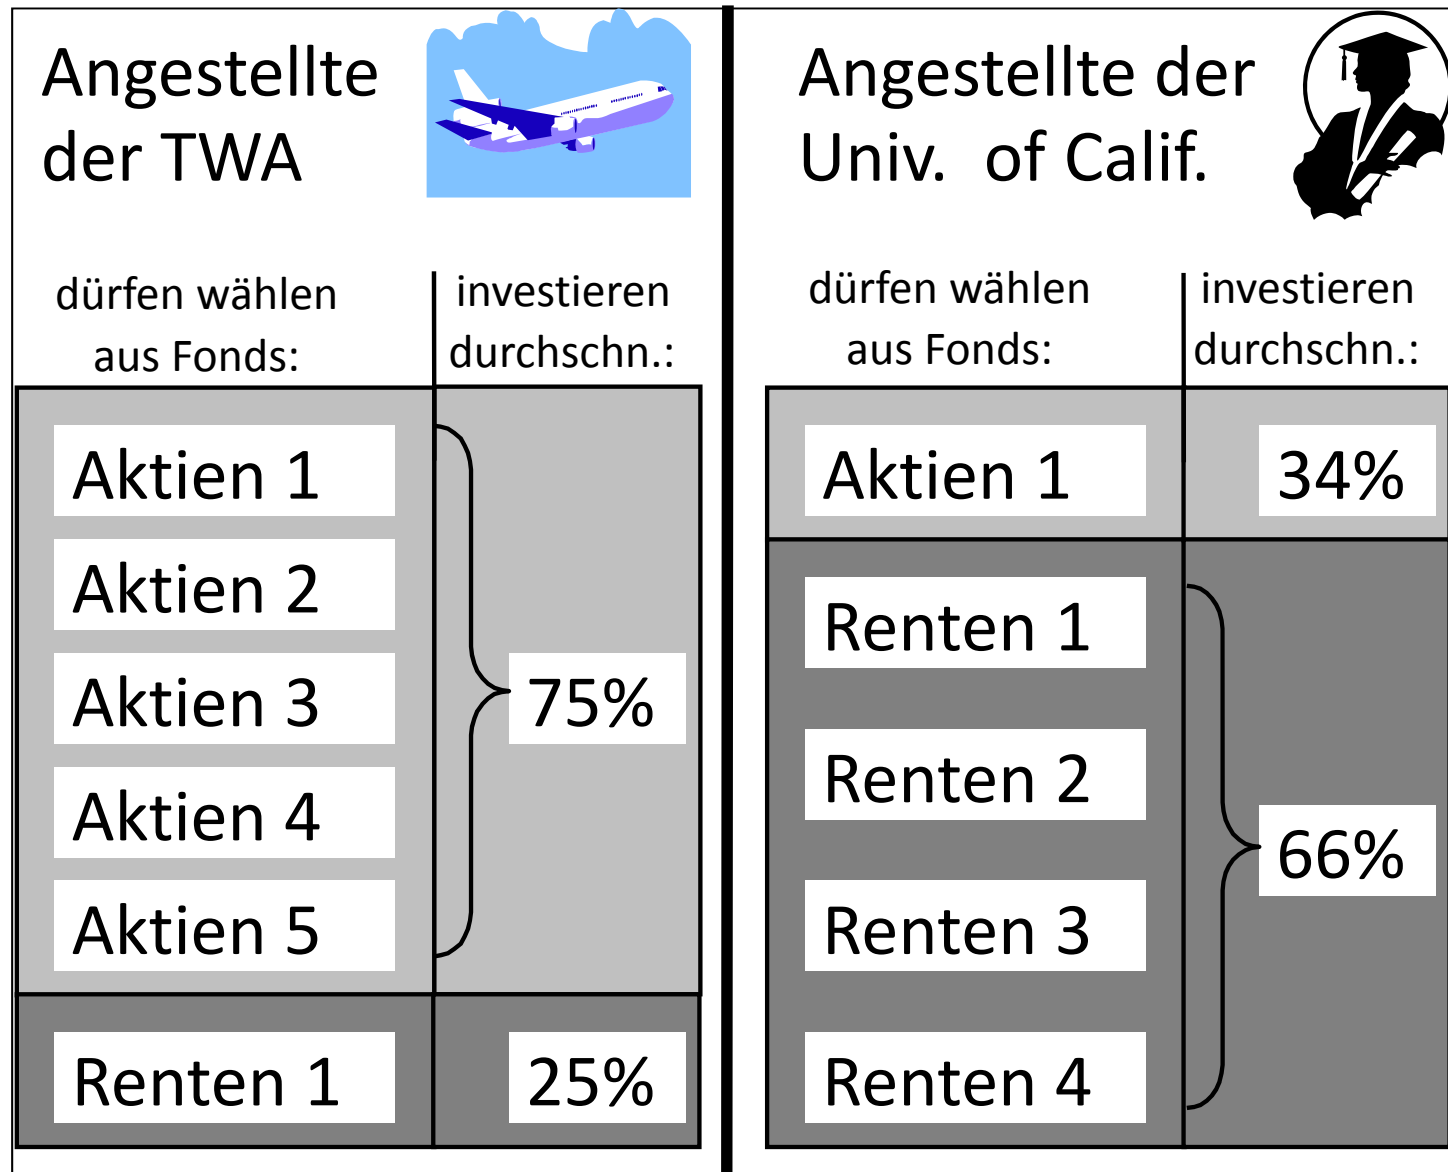 Angestellte
der TWA
dürfen wählen
aus Fonds:
investieren
durchschn.:
Aktien 1
Aktien 2
Aktien 3
Aktien 4
Aktien 5
75%
Renten 1
25%
Angestellte der
Univ. of Calif.
dürfen wählen
aus Fonds:
investieren
durchschn.:
Aktien 1
34%
Renten 1
Renten 2
Renten 3
Renten 4
66%